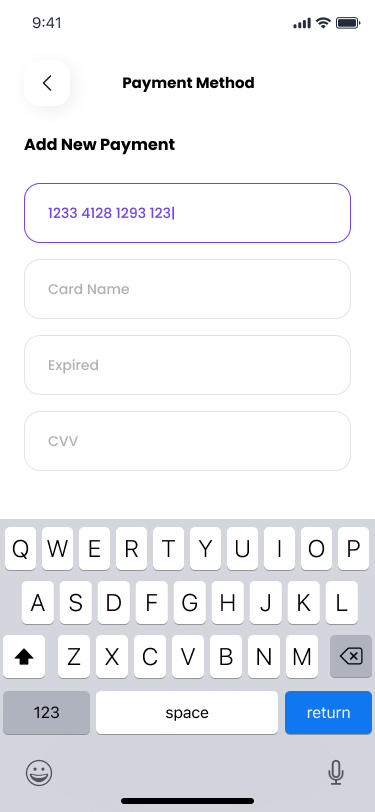 9:41
Payment Method
Add New Payment
1233 4128 1293 123
Card Name
Expired
CVV
Q W E R T Y U I O P
A S D F G H J K L
Z X C V B N M
123 space return